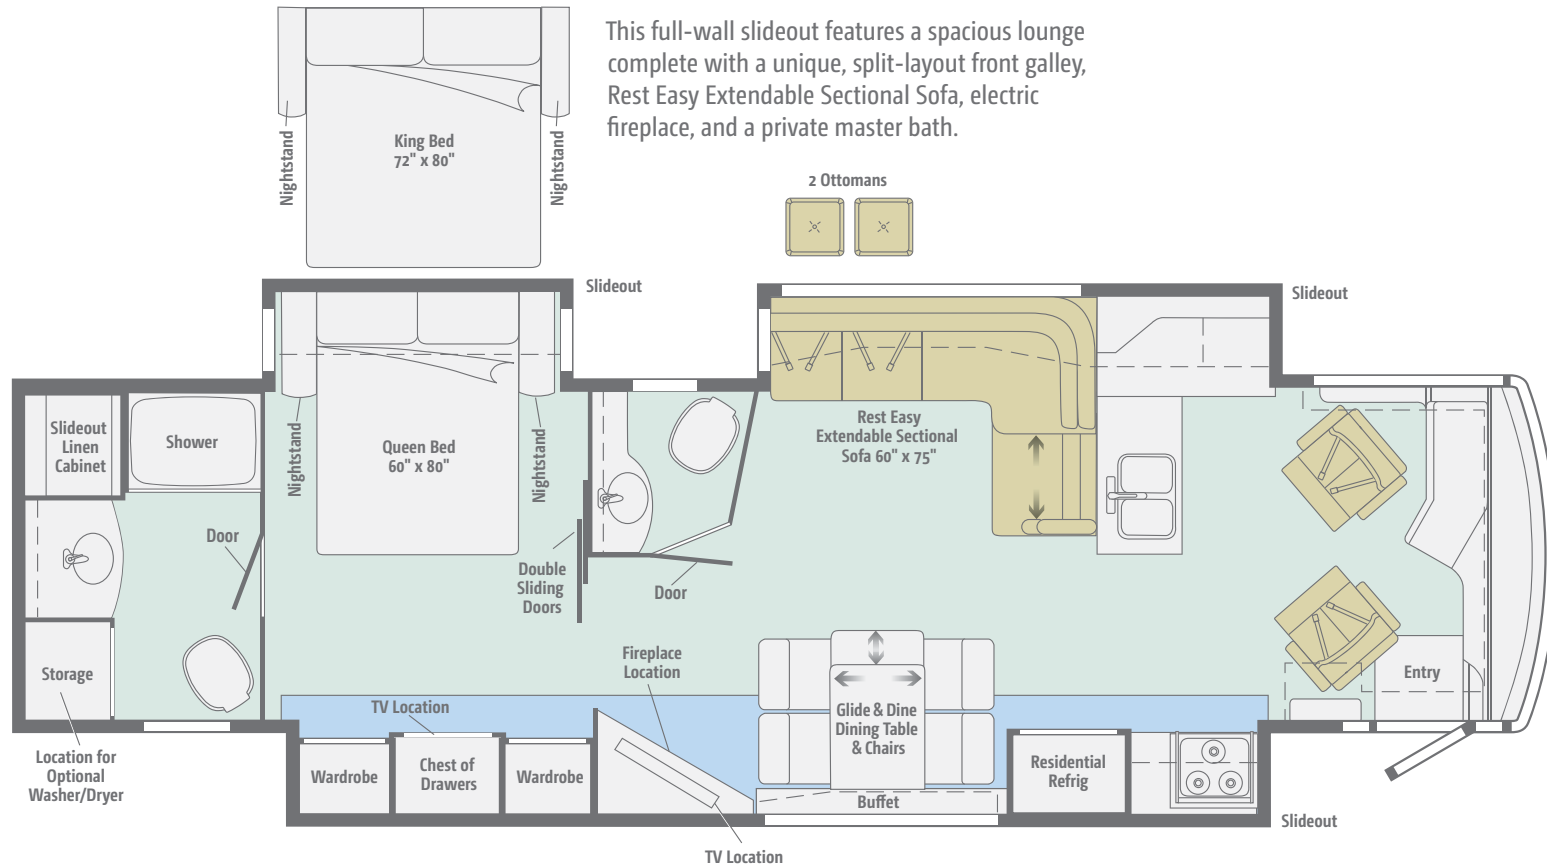 This full-wall slideout features a spacious lounge
complete with a unique, split-layout front galley,
Rest Easy Extendable Sectional Sofa, electric
fireplace, and a private master bath.
Nightstand
King Bed
72" x 80"
Nightstand
2 Ottomans
Slideout
Slideout
Slideout
Linen
Cabinet
Shower
Nightstand
Queen Bed
60" x 80"
Nightstand
Rest Easy
Extendable Sectional
Sofa 60" x 75"
Door
Double
Sliding
Doors
Door
Storage
Fireplace
Location
Entry
TV Location
Glide & Dine
Dining Table
& Chairs
Location for
Optional
Washer/Dryer
Wardrobe
Chest of
Drawers
Wardrobe
Residential
Refrig
Buffet
Slideout
TV Location